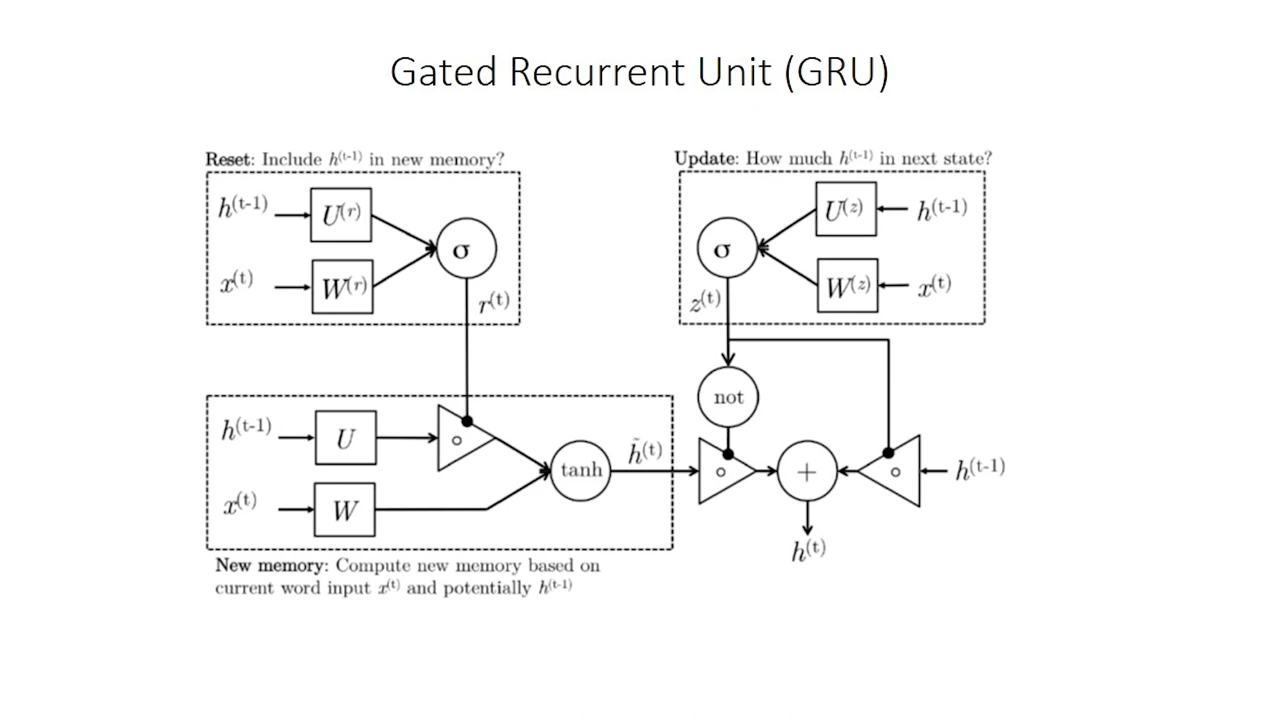 Gated Recurrent Unit (GRU)
Reset: Include h(t-1) in new memory?
h(t-1)
U(r)
σ
x(t)
W(r)
r(t)
Update: How much h(t-1) in next state?
U(z)
h(t-1)
σ
W(z)
x(t)
z(t)
not
h(t-1)
U
∘
x(t)
W
tanh
h̃(t)
∘
+
∘
h(t-1)
h(t)
New memory: Compute new memory based on
current word input x(t) and potentially h(t-1)